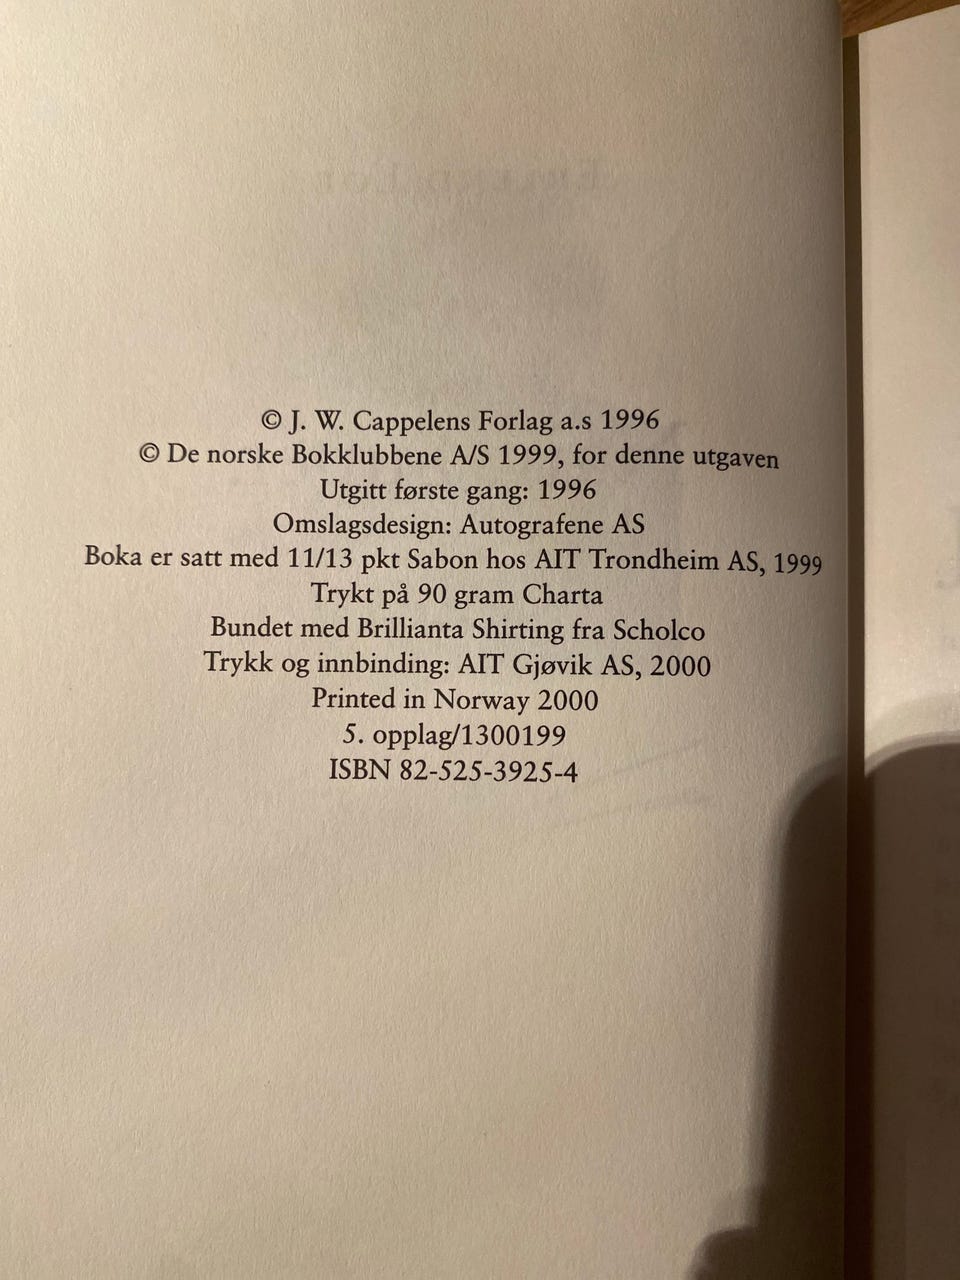 © J. W. Cappelens Forlag a.s 1996
© De norske Bokklubbene A/S 1999, for denne utgaven
Utgitt første gang: 1996
Omslagsdesign: Autografene AS
Boka er satt med 11/13 pkt Sabon hos AIT Trondheim AS, 1999
Trykt på 90 gram Charta
Bundet med Brillianta Shirting fra Scholco
Trykk og innbinding: AIT Gjøvik AS, 2000
Printed in Norway 2000
5. opplag/1300199
ISBN 82-525-3925-4